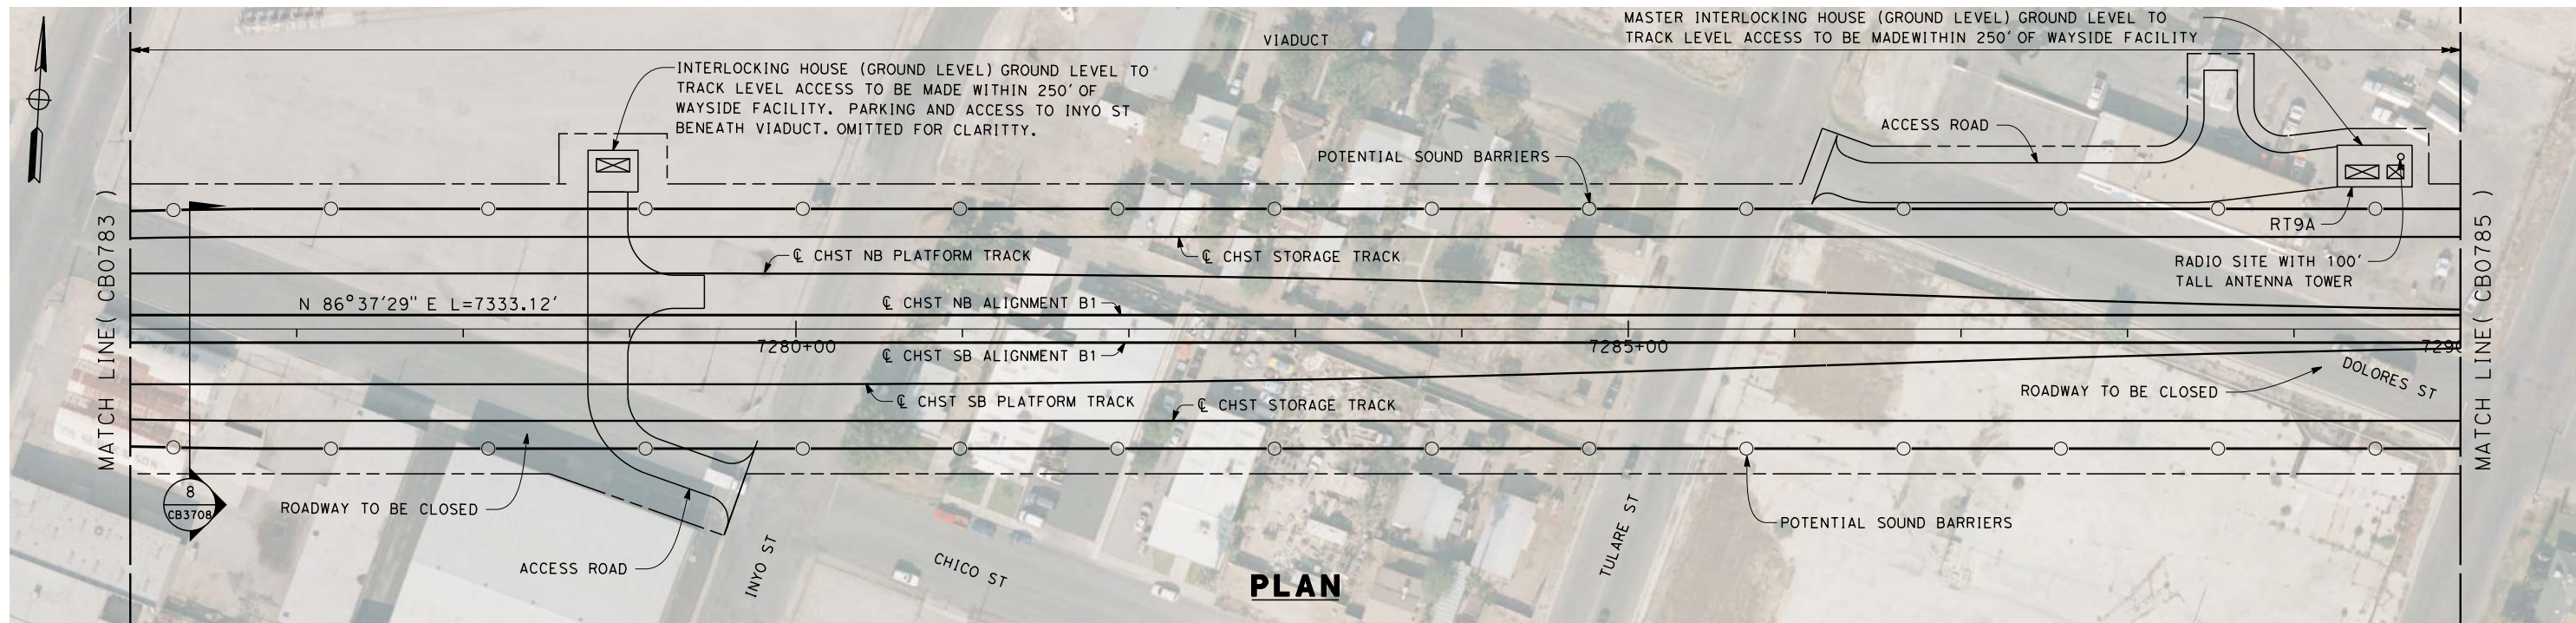 MASTER INTERLOCKING HOUSE (GROUND LEVEL) GROUND LEVEL TO
TRACK LEVEL ACCESS TO BE MADEWITHIN 250' OF WAYSIDE FACILITY
VIADUCT
INTERLOCKING HOUSE (GROUND LEVEL) GROUND LEVEL TO
TRACK LEVEL ACCESS TO BE MADE WITHIN 250' OF
WAYSIDE FACILITY. PARKING AND ACCESS TO INYO ST
BENEATH VIADUCT. OMITTED FOR CLARITTY.
ACCESS ROAD
POTENTIAL SOUND BARRIERS
MATCH LINE( CB0783 )
MATCH LINE( CB0785 )
RT9A
RADIO SITE WITH 100'
TALL ANTENNA TOWER
℄ CHST NB PLATFORM TRACK
℄ CHST STORAGE TRACK
N 86°37'29" E L=7333.12'
℄ CHST NB ALIGNMENT B1
7280+00
℄ CHST SB ALIGNMENT B1
7285+00
729
DOLORES ST
ROADWAY TO BE CLOSED
℄ CHST SB PLATFORM TRACK
℄ CHST STORAGE TRACK
8
CB3708
ROADWAY TO BE CLOSED
POTENTIAL SOUND BARRIERS
ACCESS ROAD
INYO ST
CHICO ST
TULARE ST
PLAN